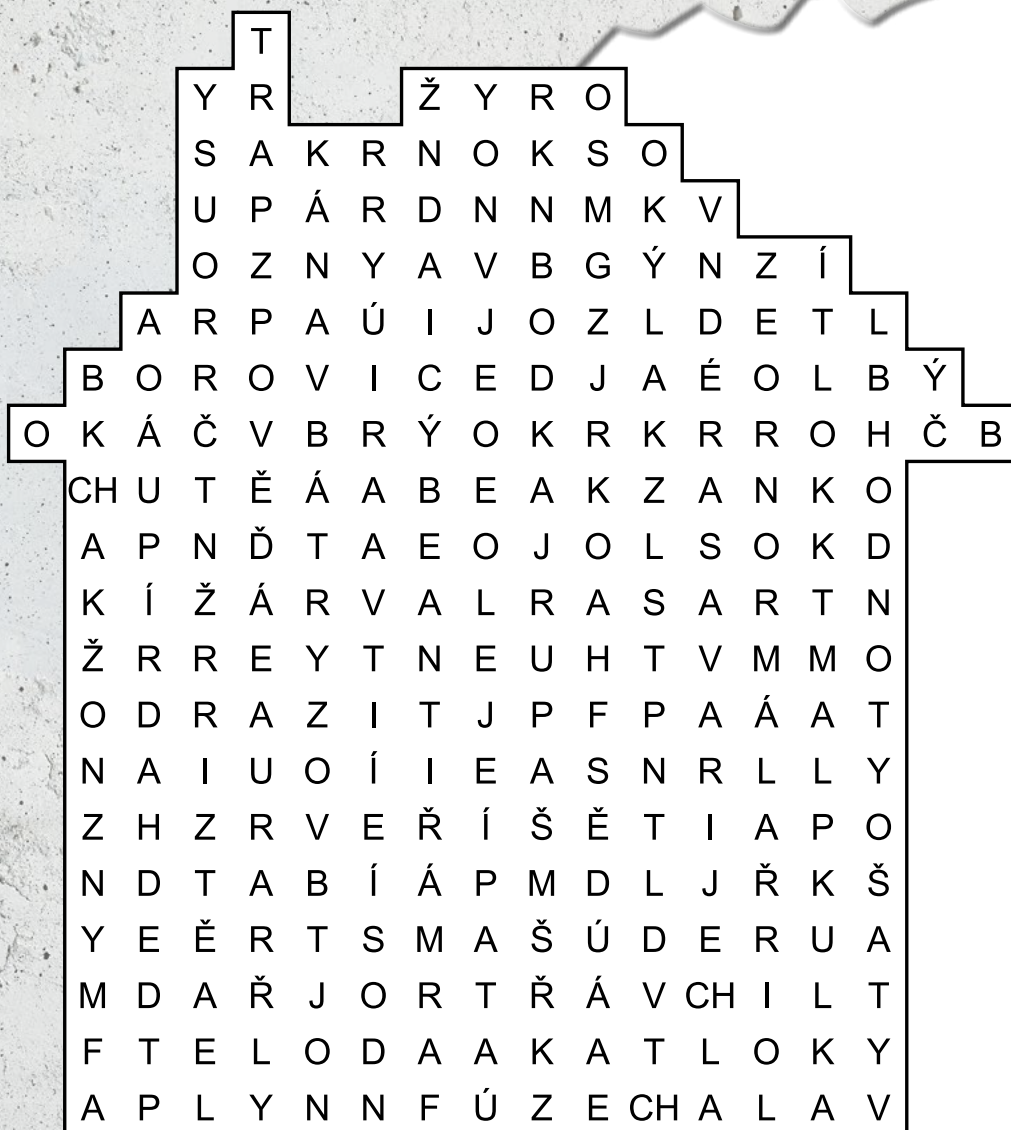 T
Y R Ž Y R O
S A K R N O K S O
U P Á R D N N M K V
O Z N Y A V B G Ý N Z Í
A R P A Ú I J O Z L D E T L
B O R O V I C E D J A É O L B Ý
O K Á Č V B R Ý O K R K R R O H Č B
CH U T Ě Á A B E A K Z A N K O
A P N Ď T A E O J O L S O K D
K Í Ž Á R V A L R A S A R T N
Ž R R E Y T N E U H T V M M O
O D R A Z I T J P F P A Á A T
N A I U O Í I E A S N R L L Y
Z H Z R V E Ř Í Š Ě T I A P O
N D T A B Í Á P M D L J Ř K Š
Y E Ě R T S M A Š Ú D E R U A
M D A Ř J O R T Ř Á V CH I L T
F T E L O D A A K A T L O K Y
A P L Y N N F Ú Z E CH A L A V